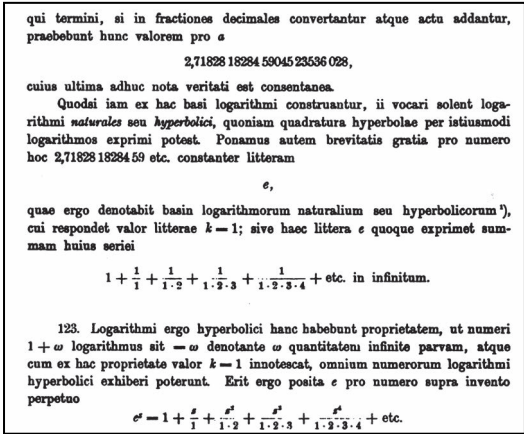 qui termini, si in fractiones decimales convertantur atque actu addantur,
praebebunt hunc valorem pro a
2,71828 18284 59045 23536 028,
cuius ultima adhuc nota veritati est consentanea.
Quodsi iam ex hac basi logarithmi construantur, ii vocari solent loga-
rithmi naturales seu hyperbolici, quoniam quadratura hyperbolae per istiusmodi
logarithmos exprimi potest. Ponamus autem brevitatis gratia pro numero
hoc 2,71828 18284 59 etc. constanter litteram
e,
quae ergo denotabit basin logarithmorum naturalium seu hyperbolicorum¹),
cui respondet valor litterae k = 1; sive haec littera e quoque exprimet sum-
mam huius seriei
1 + 1/1 + 1/(1·2) + 1/(1·2·3) + 1/(1·2·3·4) + etc. in infinitum.
123. Logarithmi ergo hyperbolici hanc habebunt proprietatem, ut numeri
1 + ω logarithmus sit = ω denotante ω quantitatem infinite parvam, atque
cum ex hac proprietate valor k = 1 innotescat, omnium numerorum logarithmi
hyperbolici exhiberi poterunt. Erit ergo posita e pro numero supra invento
perpetuo
e^z = 1 + z/1 + z²/(1·2) + z³/(1·2·3) + z⁴/(1·2·3·4) + etc.